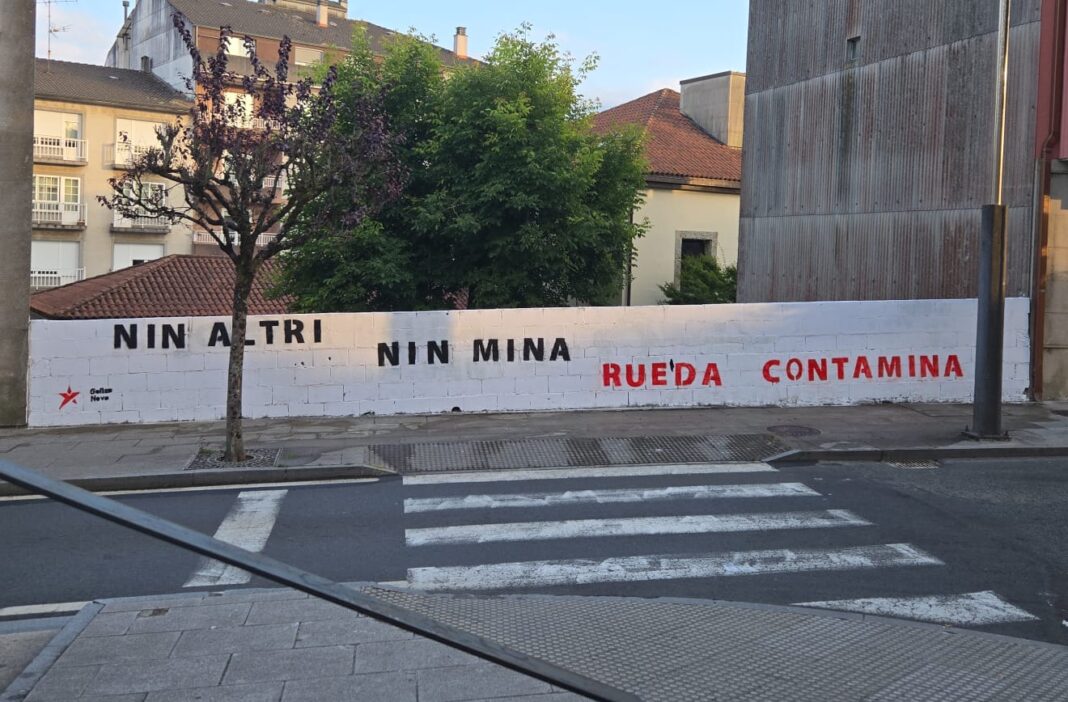 NIN ALTRI
NIN MINA
RUEDA CONTAMINA
Galiza
Nova